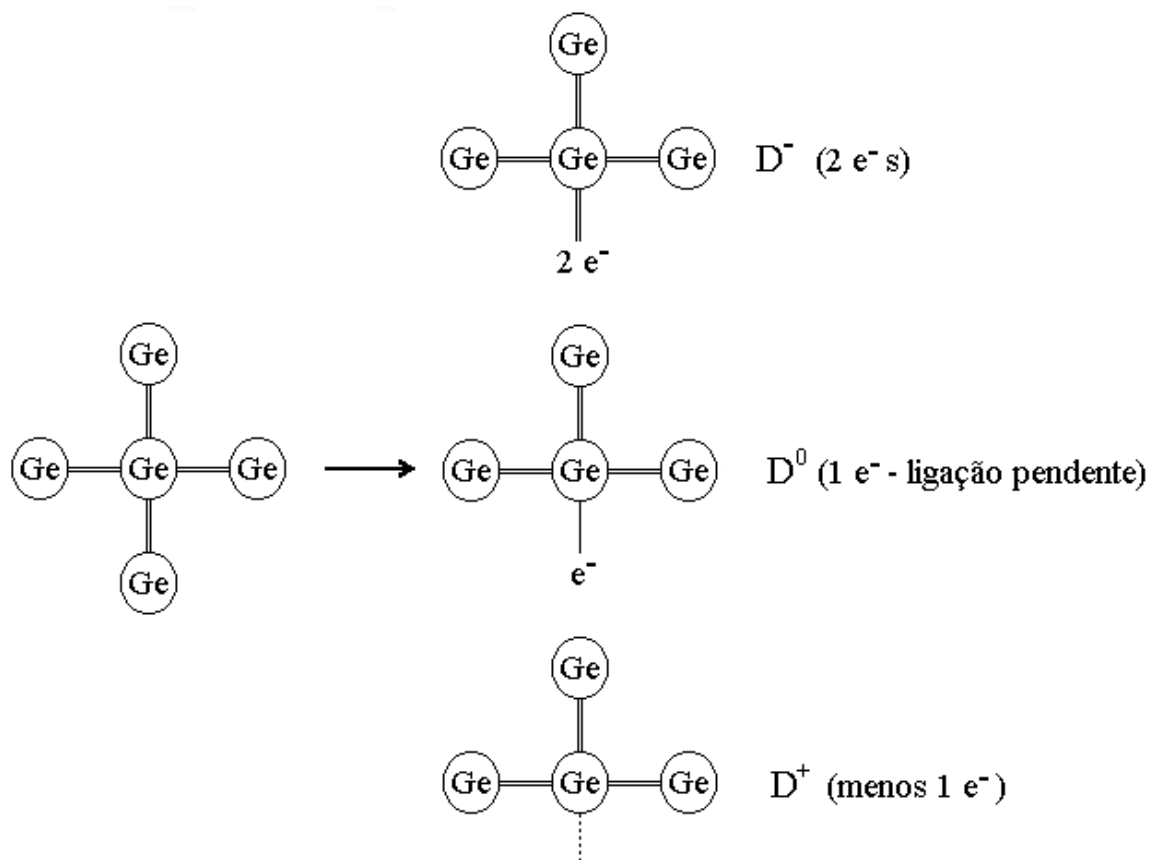 Ge
Ge Ge Ge D⁻ (2 e⁻ s)
2 e⁻
Ge Ge
Ge Ge Ge Ge Ge Ge D⁰ (1 e⁻ - ligação pendente)
Ge e⁻
Ge
Ge Ge Ge D⁺ (menos 1 e⁻)